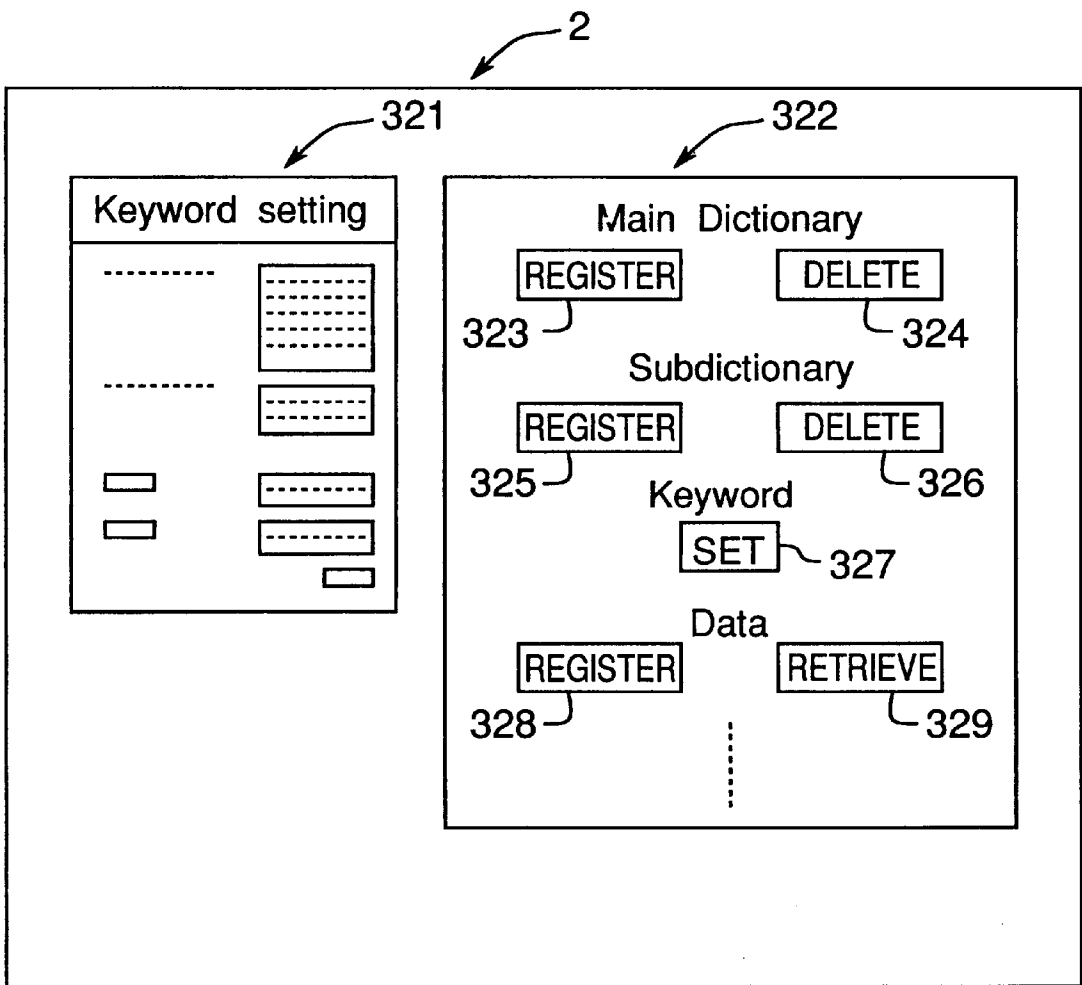 2
321
322
Keyword setting
Main Dictionary
REGISTER DELETE
323 324
Subdictionary
REGISTER DELETE
325 326
Keyword
SET 327
Data
REGISTER RETRIEVE
328 329